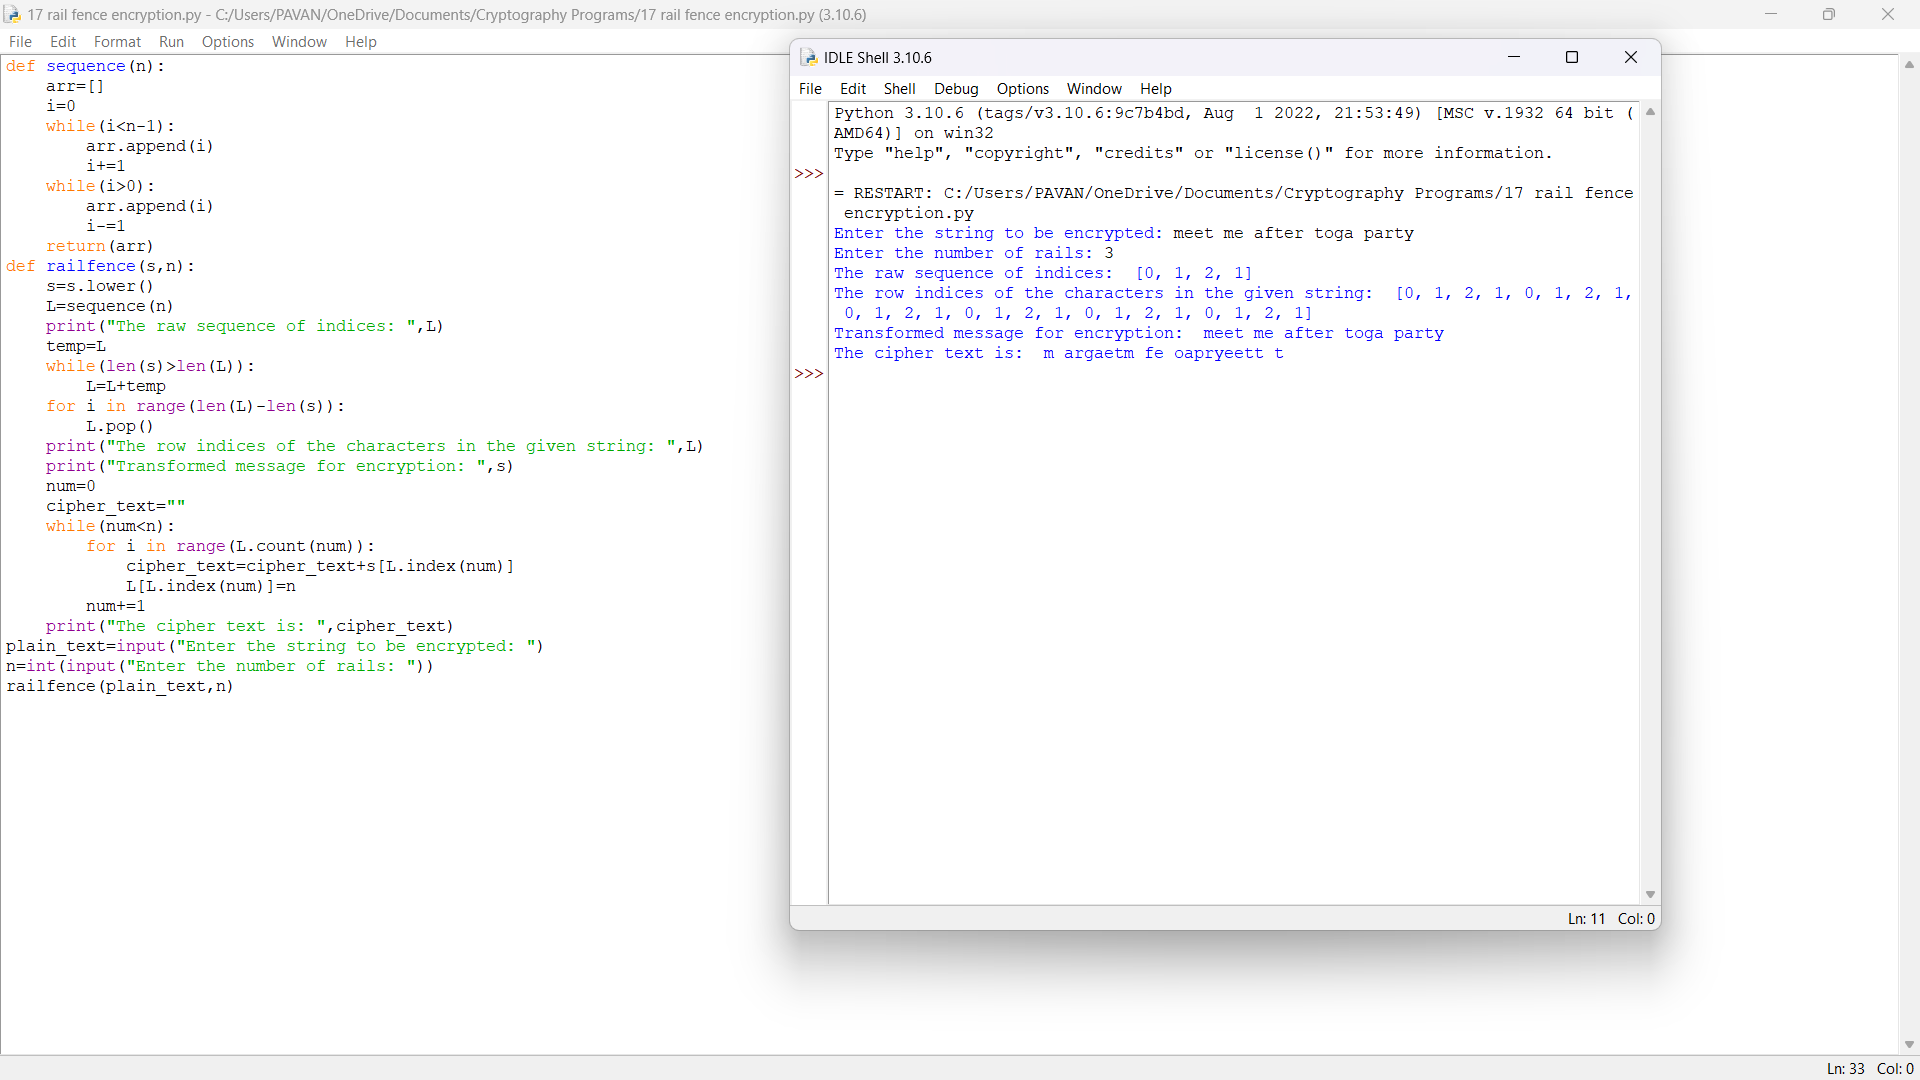 17 rail fence encryption.py - C:/Users/PAVAN/OneDrive/Documents/Cryptography Programs/17 rail fence encryption.py (3.10.6)
File Edit Format Run Options Window Help
def sequence(n):
    arr=[]
    i=0
    while(i<n-1):
        arr.append(i)
        i+=1
    while(i>0):
        arr.append(i)
        i-=1
    return(arr)
def railfence(s,n):
    s=s.lower()
    L=sequence(n)
    print("The raw sequence of indices: ",L)
    temp=L
    while(len(s)>len(L)):
        L=L+temp
    for i in range(len(L)-len(s)):
        L.pop()
    print("The row indices of the characters in the given string: ",L)
    print("Transformed message for encryption: ",s)
    num=0
    cipher_text=""
    while(num<n):
        for i in range(L.count(num)):
            cipher_text=cipher_text+s[L.index(num)]
            L[L.index(num)]=n
        num+=1
    print("The cipher text is: ",cipher_text)
plain_text=input("Enter the string to be encrypted: ")
n=int(input("Enter the number of rails: "))
railfence(plain_text,n)
IDLE Shell 3.10.6
File Edit Shell Debug Options Window Help
Python 3.10.6 (tags/v3.10.6:9c7b4bd, Aug  1 2022, 21:53:49) [MSC v.1932 64 bit (
AMD64)] on win32
Type "help", "copyright", "credits" or "license()" for more information.
>>>
= RESTART: C:/Users/PAVAN/OneDrive/Documents/Cryptography Programs/17 rail fence
 encryption.py
Enter the string to be encrypted: meet me after toga party
Enter the number of rails: 3
The raw sequence of indices:  [0, 1, 2, 1]
The row indices of the characters in the given string:  [0, 1, 2, 1, 0, 1, 2, 1,
 0, 1, 2, 1, 0, 1, 2, 1, 0, 1, 2, 1, 0, 1, 2, 1]
Transformed message for encryption:  meet me after toga party
The cipher text is:  m argaetm fe oapryeett t
>>>
Ln: 11 Col: 0
Ln: 33 Col: 0